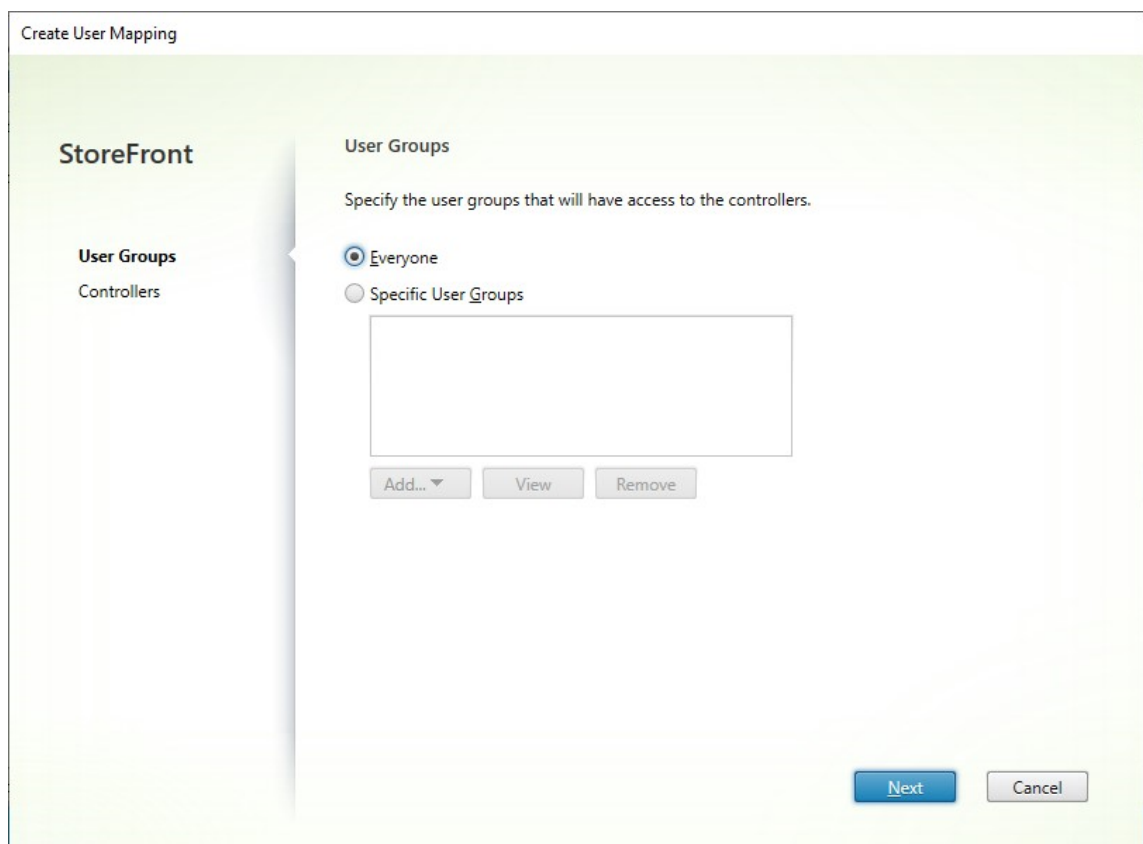 Create User Mapping
StoreFront
User Groups
Controllers
User Groups
Specify the user groups that will have access to the controllers.
Everyone
Specific User Groups
Add...
View
Remove
Next
Cancel